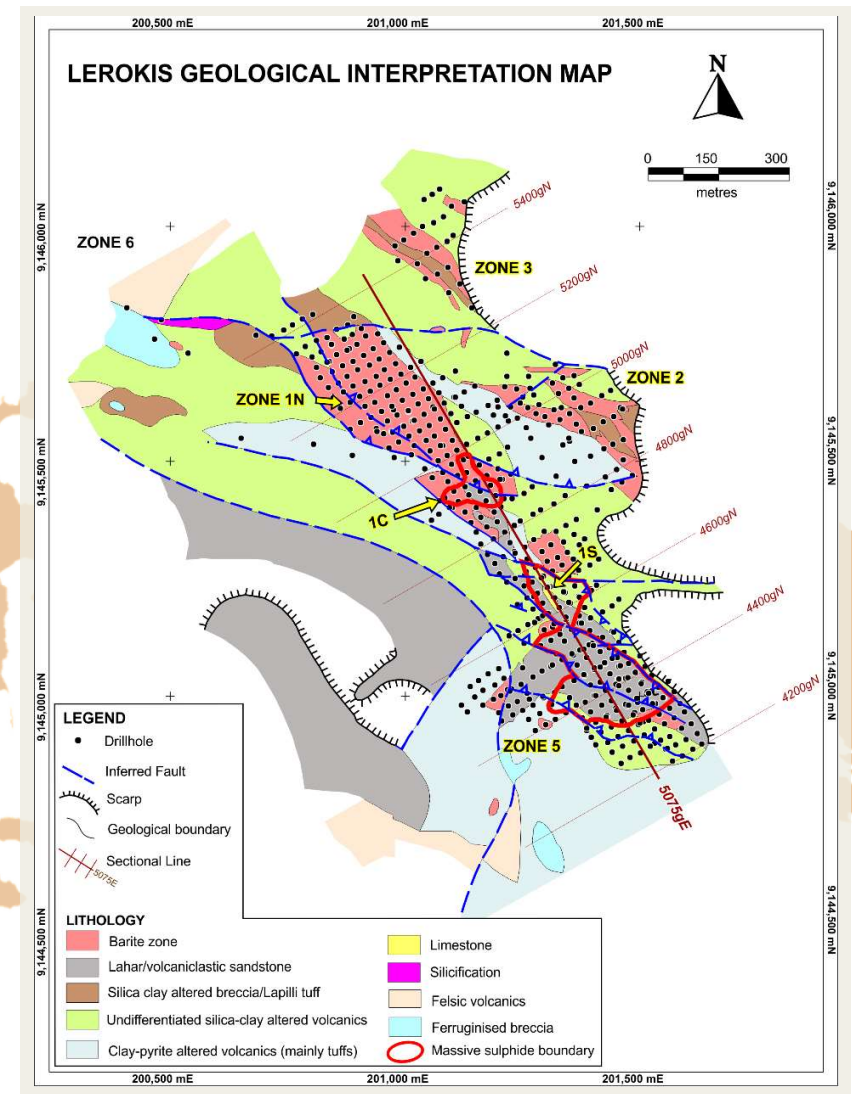 200,500 mE
201,000 mE
201,500 mE
LEROKIS GEOLOGICAL INTERPRETATION MAP
N
0 150 300
metres
9,146,000 mN
9,146,000 mN
5400gN
ZONE 6
ZONE 3
5200gN
5000gN
ZONE 2
ZONE 1N
4800gN
9,145,500 mN
9,145,500 mN
1C
4600gN
1S
4400gN
9,145,000 mN
9,145,000 mN
4200gN
ZONE 5
5075gE
LEGEND
Drillhole
Inferred Fault
Scarp
Geological boundary
Sectional Line
5075E
9,144,500 mN
9,144,500 mN
LITHOLOGY
Barite zone
Lahar/volcaniclastic sandstone
Silica clay altered breccia/Lapilli tuff
Undifferentiated silica-clay altered volcanics
Clay-pyrite altered volcanics (mainly tuffs)
Limestone
Silicification
Felsic volcanics
Ferruginised breccia
Massive sulphide boundary
200,500 mE
201,000 mE
201,500 mE